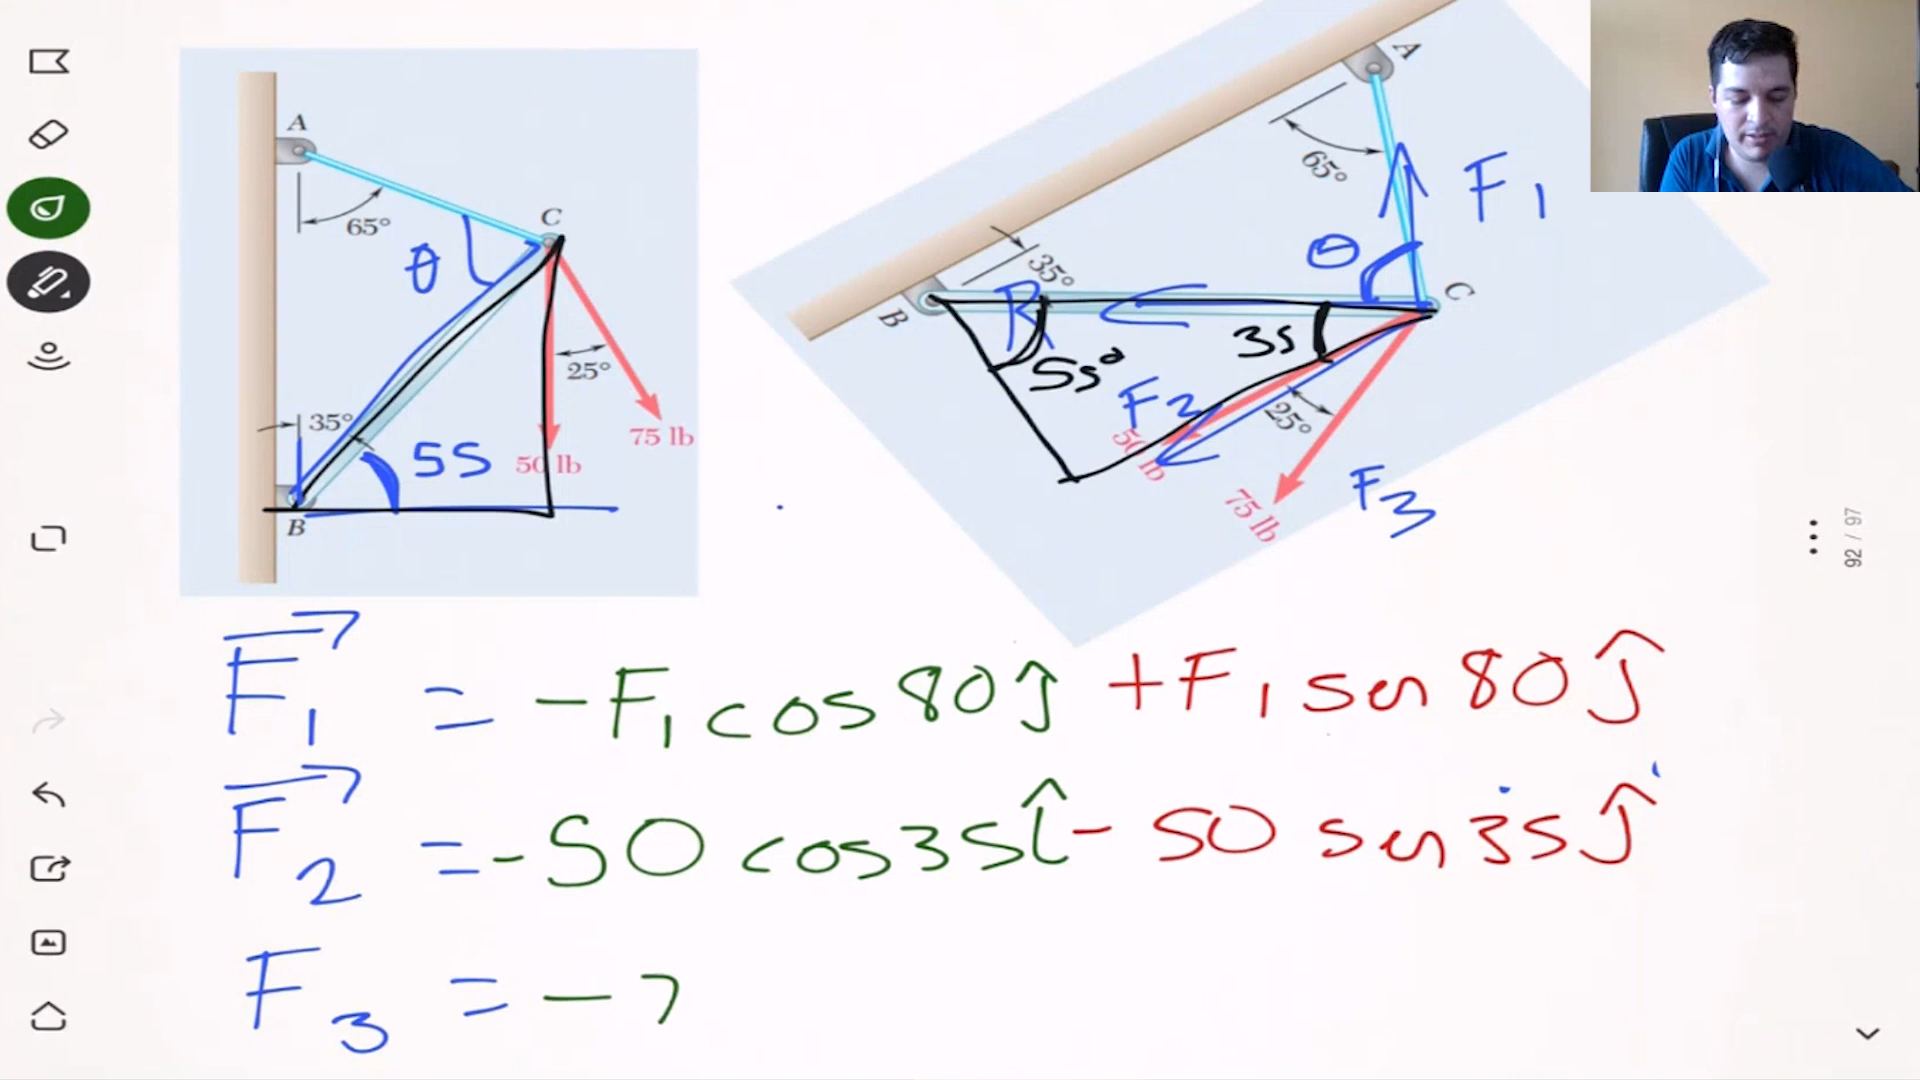 A
65°
C
θ
25°
35°
75 lb
55
50 lb
B
A
65°
F1
θ
35°
C
B
R
35
55°
F2
25°
50 lb
F3
75 lb
92 / 97
F1 = -F1 cos 80 ĵ + F1 sen 80 ĵ
F2 = -50 cos 35 î - 50 sen 35 ĵ
F3 = -7